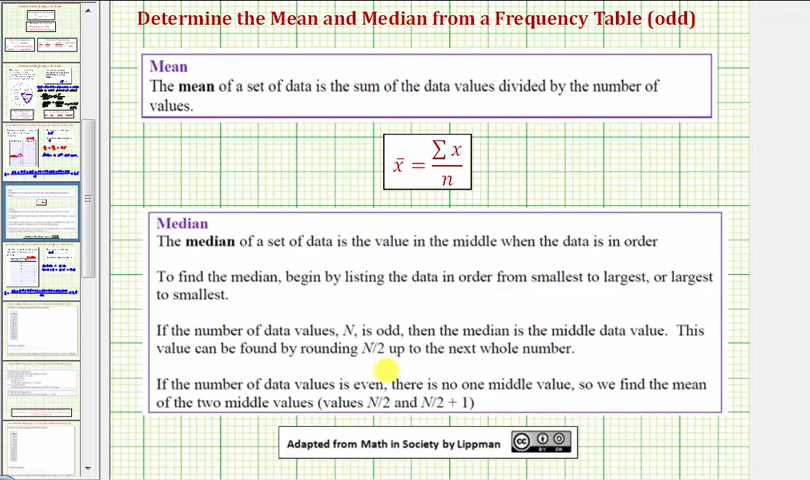 Determine the Mean and Median from a Frequency Table (odd)
Mean
The mean of a set of data is the sum of the data values divided by the number of
values.
x̄ = ∑ x / n
Median
The median of a set of data is the value in the middle when the data is in order
To find the median, begin by listing the data in order from smallest to largest, or largest
to smallest.
If the number of data values, N, is odd, then the median is the middle data value. This
value can be found by rounding N/2 up to the next whole number.
If the number of data values is even, there is no one middle value, so we find the mean
of the two middle values (values N/2 and N/2 + 1)
Adapted from Math in Society by Lippman
cc
BY SA